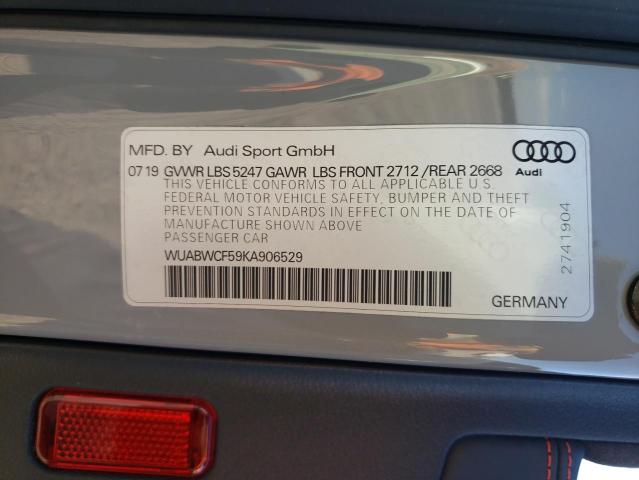 MFD. BY Audi Sport GmbH
Audi
07 19 GVWR LBS 5247 GAWR LBS FRONT 2712 /REAR 2668
THIS VEHICLE CONFORMS TO ALL APPLICABLE U.S.
FEDERAL MOTOR VEHICLE SAFETY, BUMPER AND THEFT
PREVENTION STANDARDS IN EFFECT ON THE DATE OF
MANUFACTURE SHOWN ABOVE
PASSENGER CAR
WUABWCF59KA906529
2741904
GERMANY